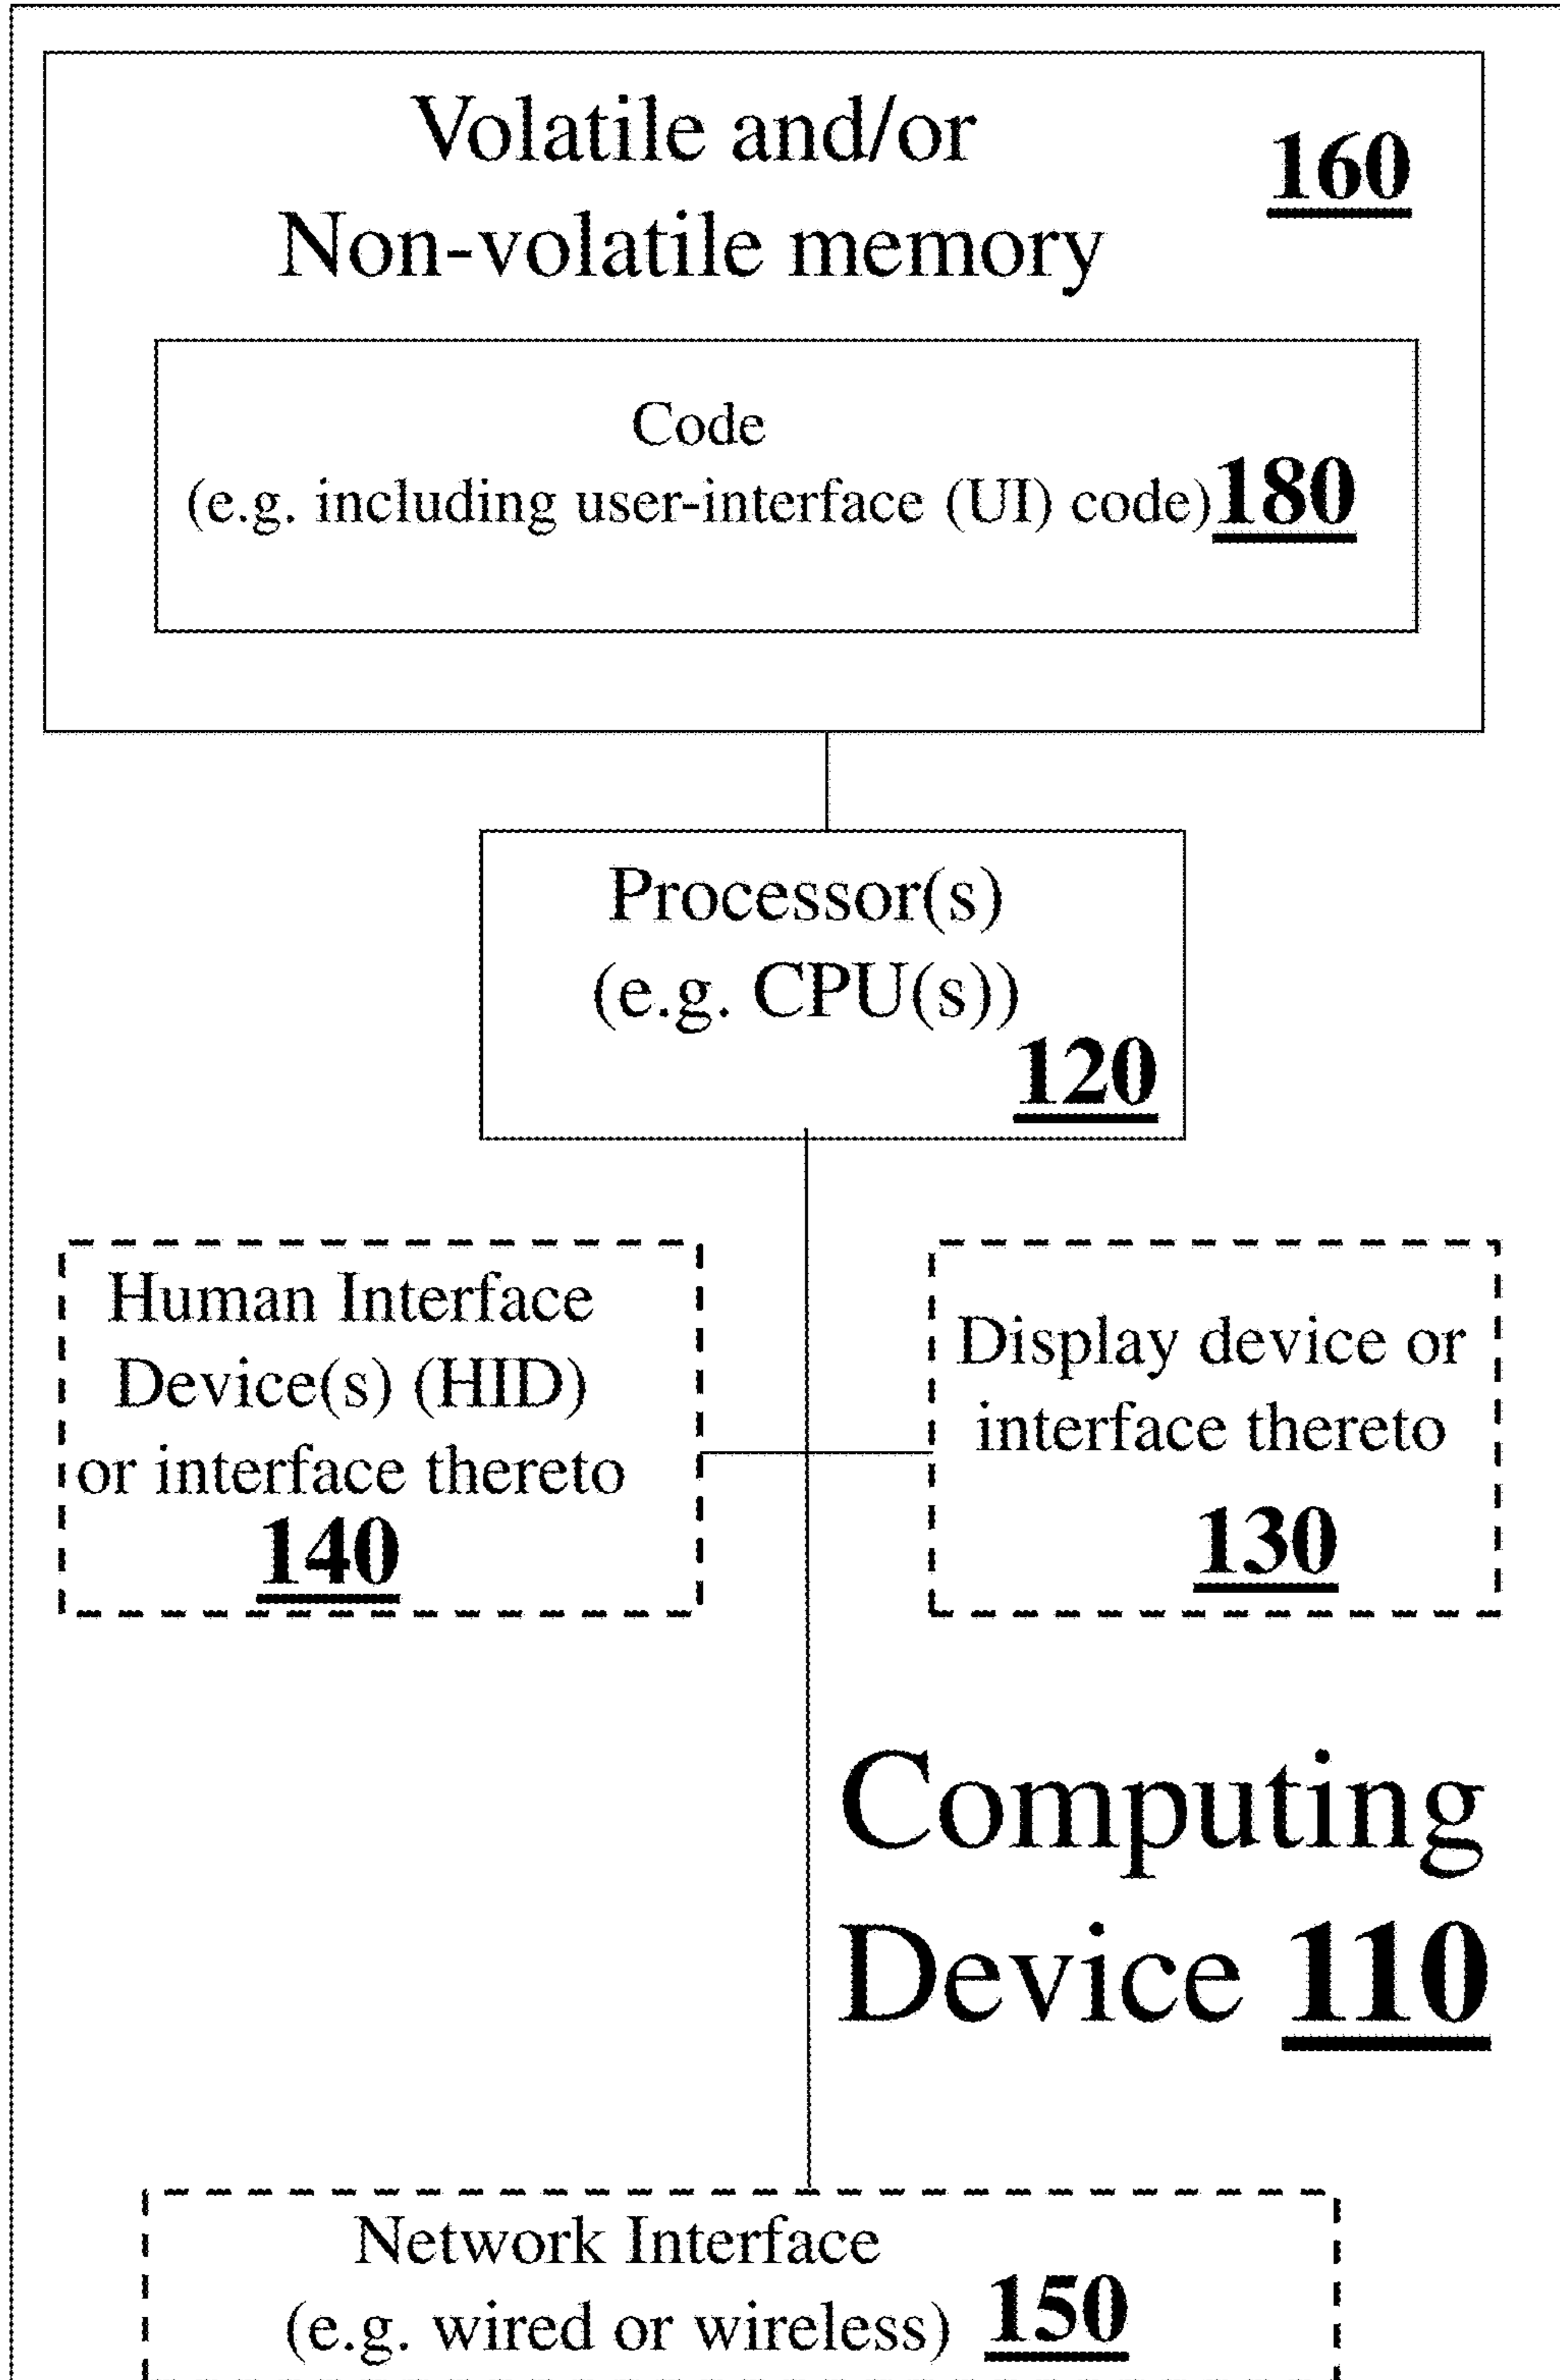 Volatile and/or
Non-volatile memory
160
Code
(e.g. including user-interface (UI) code)180
Processor(s)
(e.g. CPU(s))
120
Human Interface
Device(s) (HID)
or interface thereto
140
Display device or
interface thereto
130
Computing
Device 110
Network Interface
(e.g. wired or wireless) 150